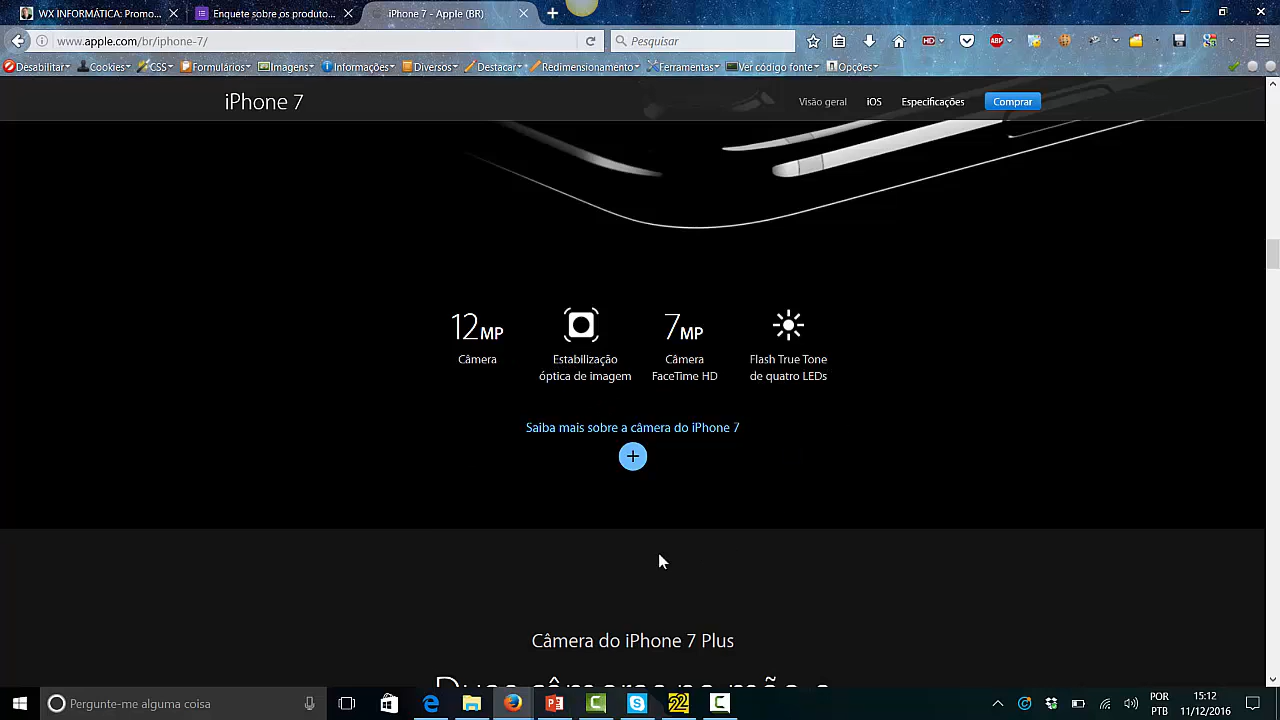 WX INFORMÁTICA: Promo...
Enquete sobre os produto...
iPhone 7 - Apple (BR)
www.apple.com/br/iphone-7/
Pesquisar
HD
ABP
Desabilitar
Cookies
CSS
Formulários
Imagens
Informações
Diversos
Destacar
Redimensionamento
Ferramentas
Ver código fonte
Opções
iPhone 7
Visão geral
iOS
Especificações
Comprar
12MP
Câmera
Estabilização
óptica de imagem
7MP
Câmera
FaceTime HD
Flash True Tone
de quatro LEDs
Saiba mais sobre a câmera do iPhone 7
Câmera do iPhone 7 Plus
Pergunte-me alguma coisa
22
POR
PTB
15:12
11/12/2016